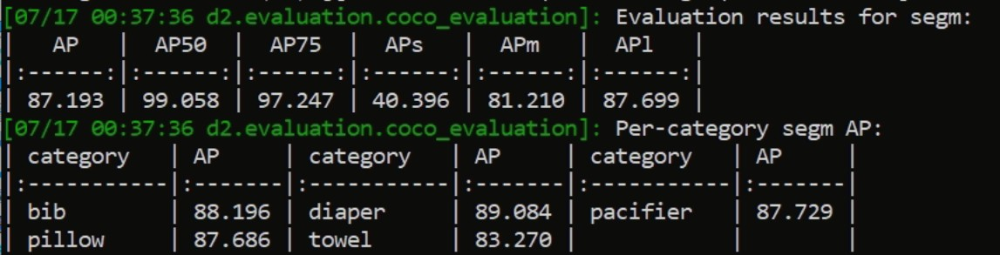 [07/17 00:37:36 d2.evaluation.coco_evaluation]: Evaluation results for segm:
|   AP   |  AP50  |  AP75  |  APs   |  APm   |  APl   |
|:------:|:------:|:------:|:------:|:------:|:------:|
| 87.193 | 99.058 | 97.247 | 40.396 | 81.210 | 87.699 |
[07/17 00:37:36 d2.evaluation.coco_evaluation]: Per-category segm AP:
| category   | AP     | category   | AP     | category   | AP     |
|:-----------|:-------|:-----------|:-------|:-----------|:-------|
| bib        | 88.196 | diaper     | 89.084 | pacifier   | 87.729 |
| pillow     | 87.686 | towel      | 83.270 |            |        |